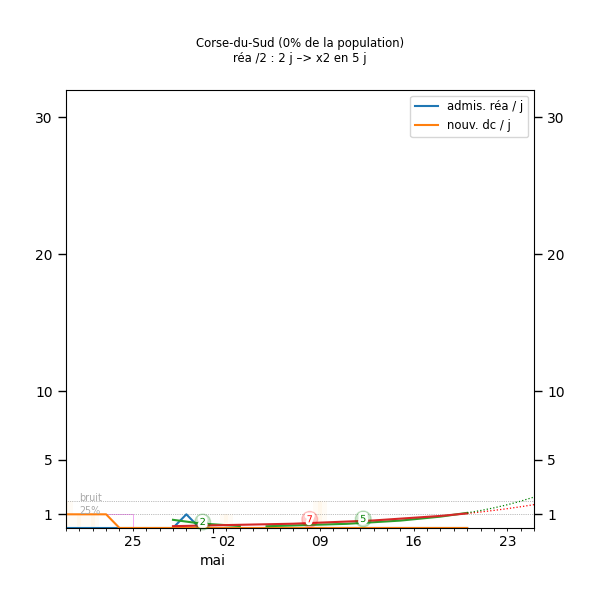 Corse-du-Sud (0% de la population)
réa /2 : 2 j –> x2 en 5 j
admis. réa / j
nouv. dc / j
30 30
20 20
10 10
5 5
bruit
25%
1 1
2 7 5
25 - 02 09 16 23
mai